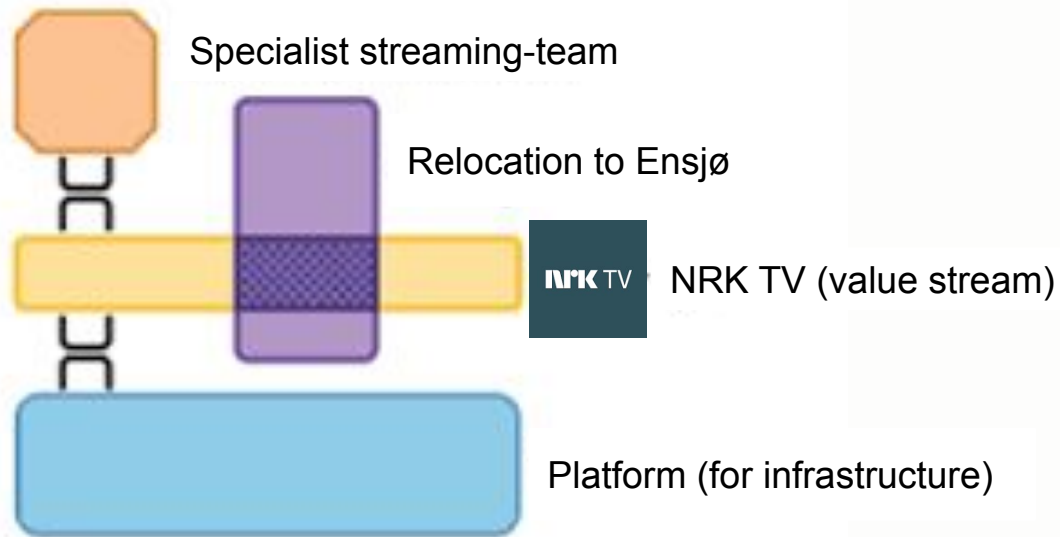 Specialist streaming-team
Relocation to Ensjø
NRK TV
NRK TV (value stream)
Platform (for infrastructure)